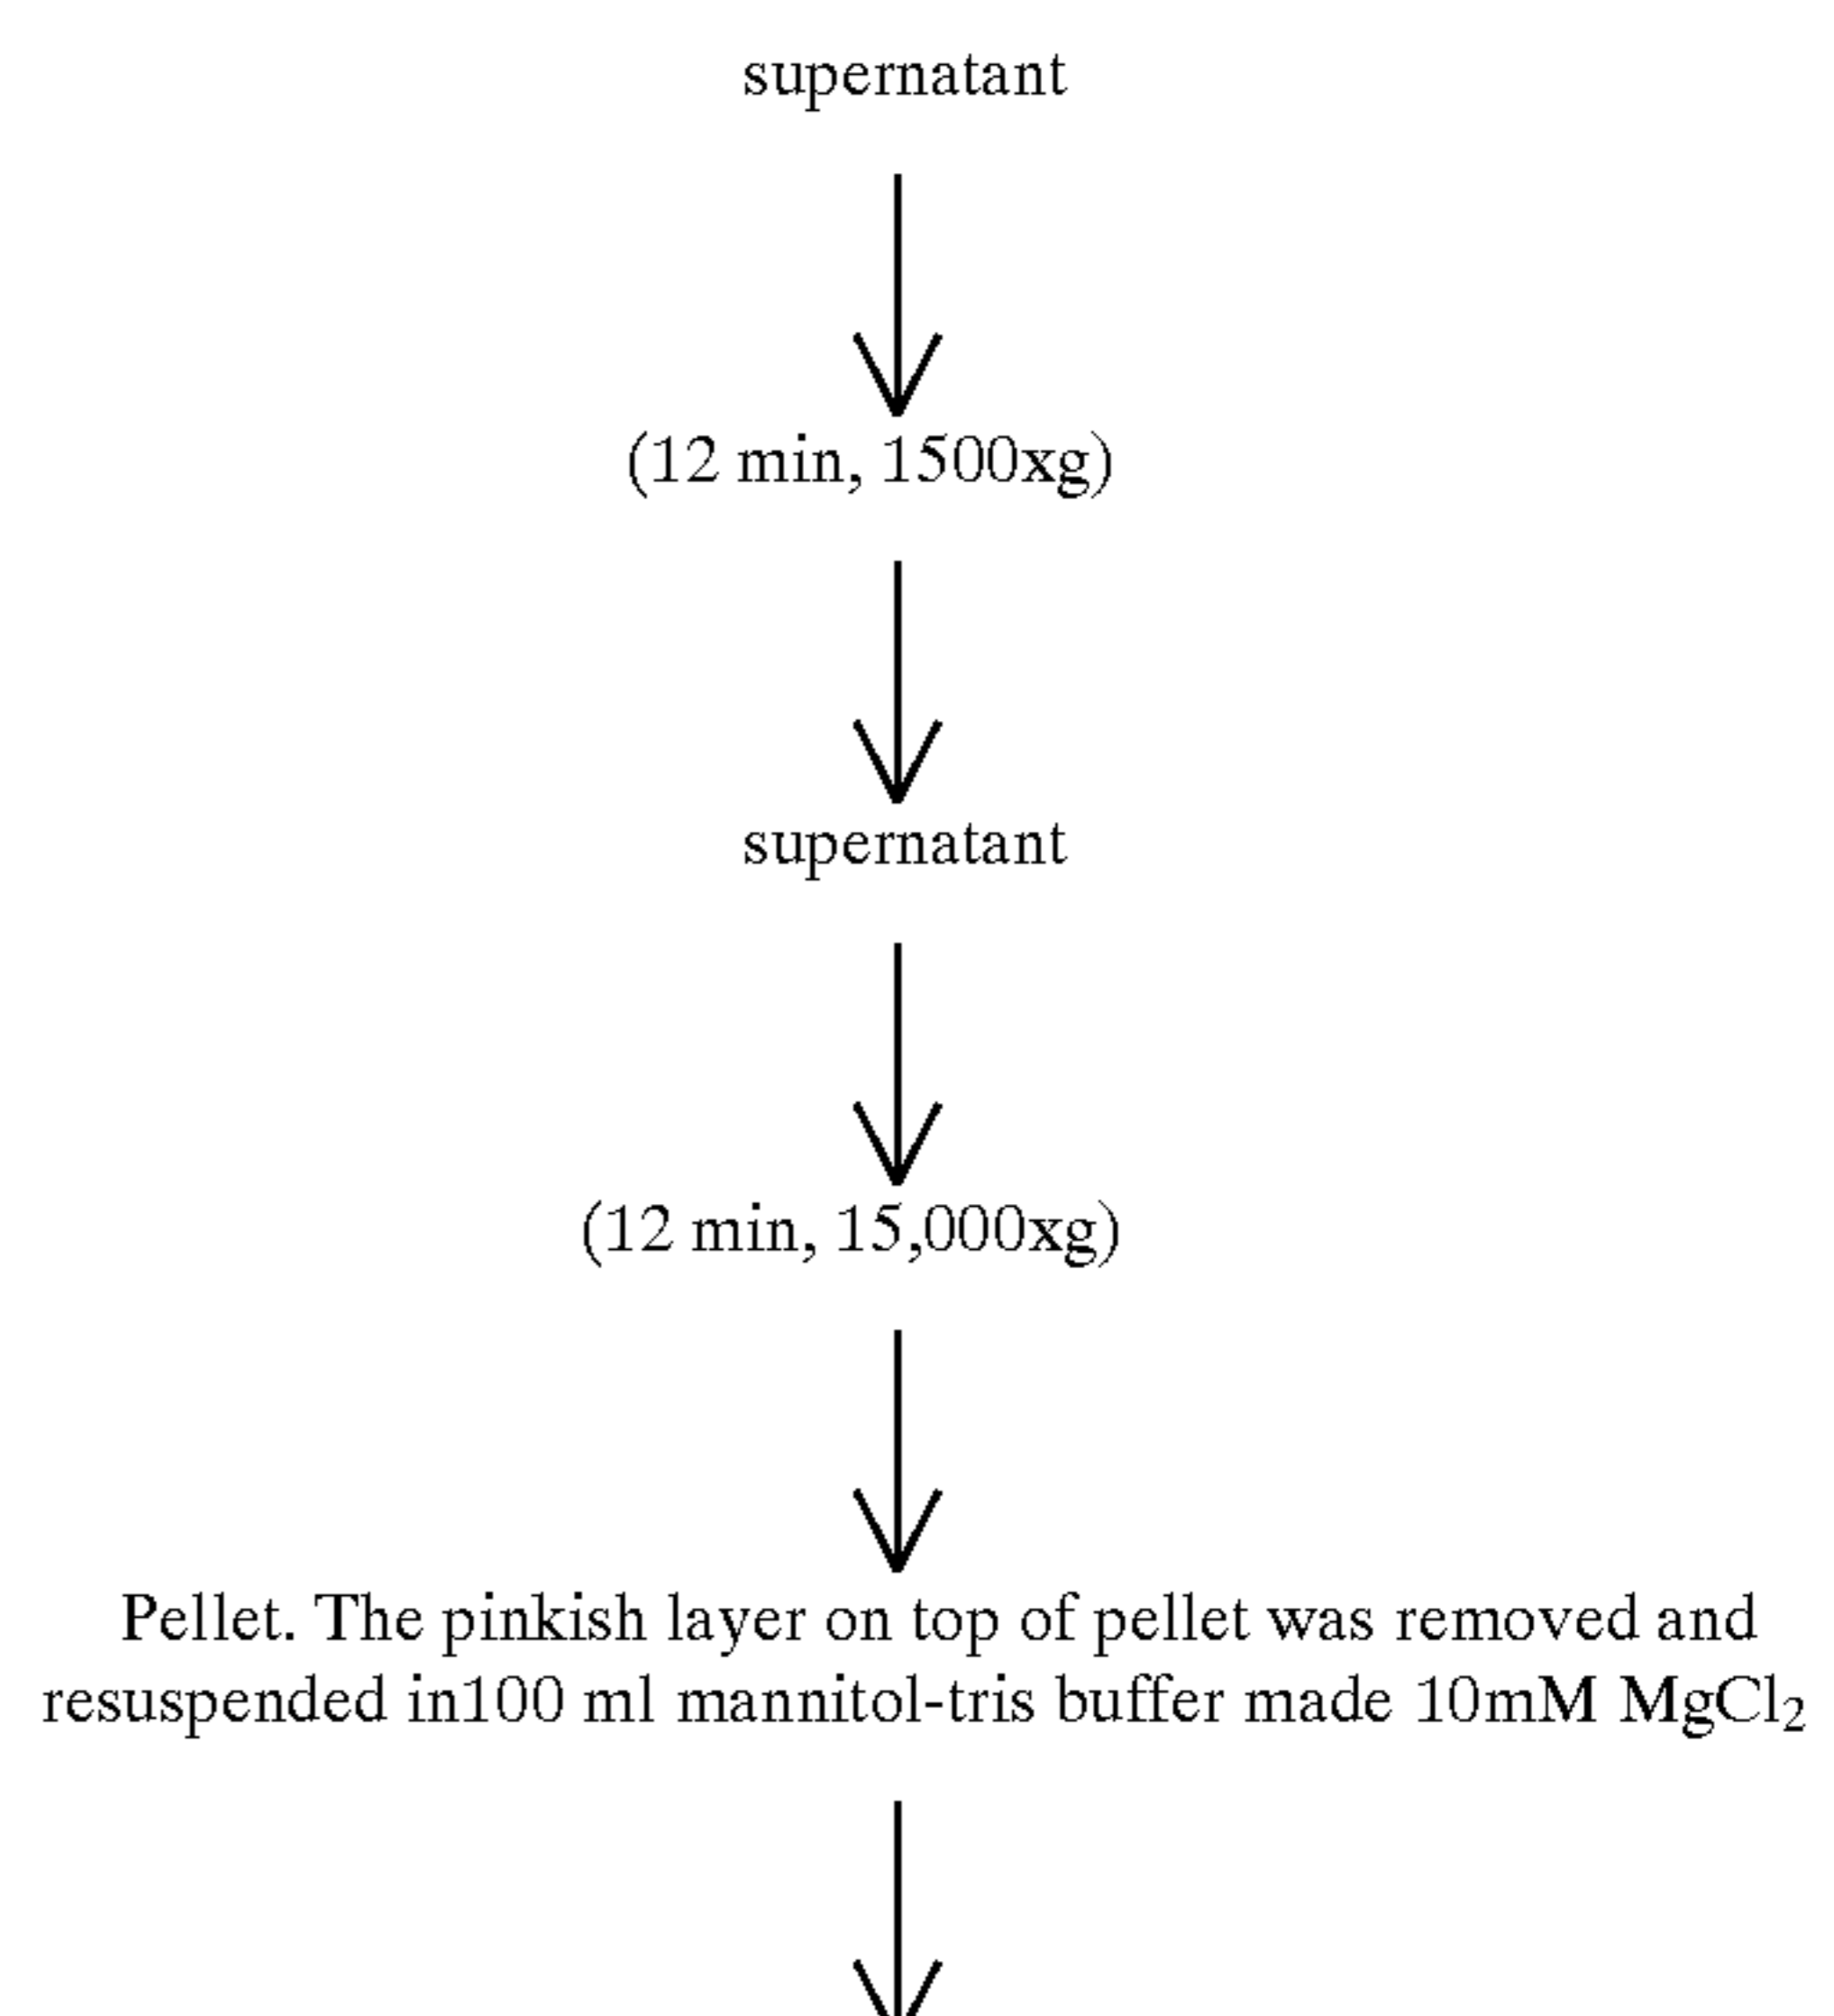 supernatant
(12 min, 1500xg)
supernatant
(12 min, 15,000xg)
Pellet. The pinkish layer on top of pellet was removed and
resuspended in100 ml mannitol-tris buffer made 10mM MgCl₂